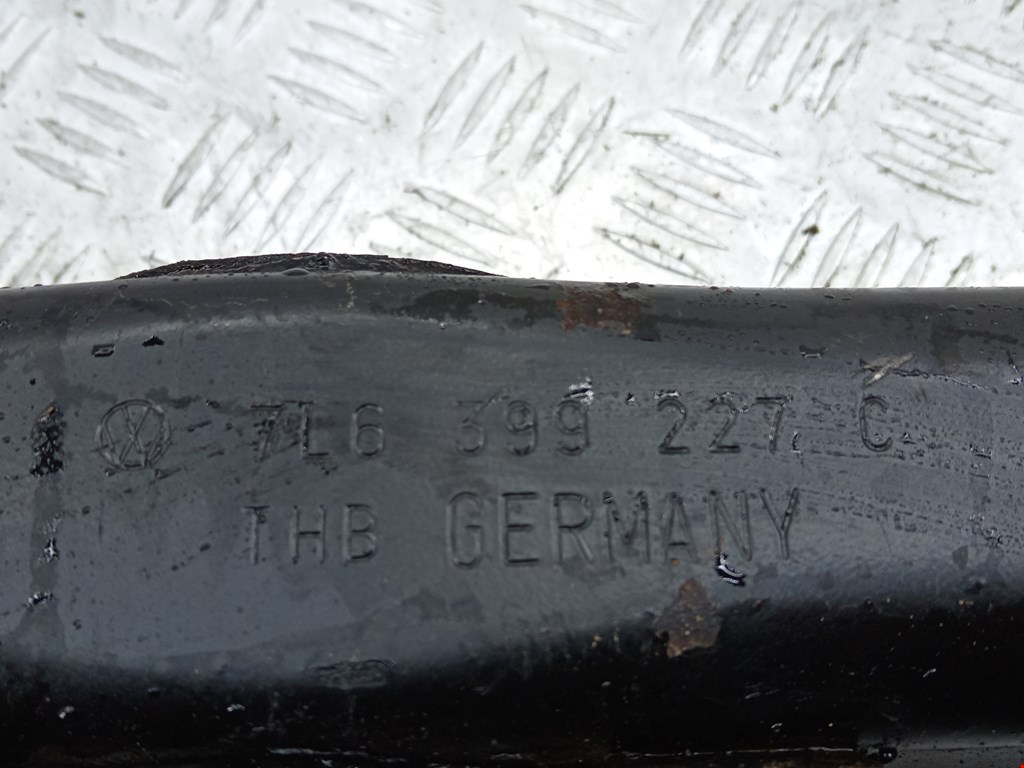 7L6 399 227 C
THB GERMANY